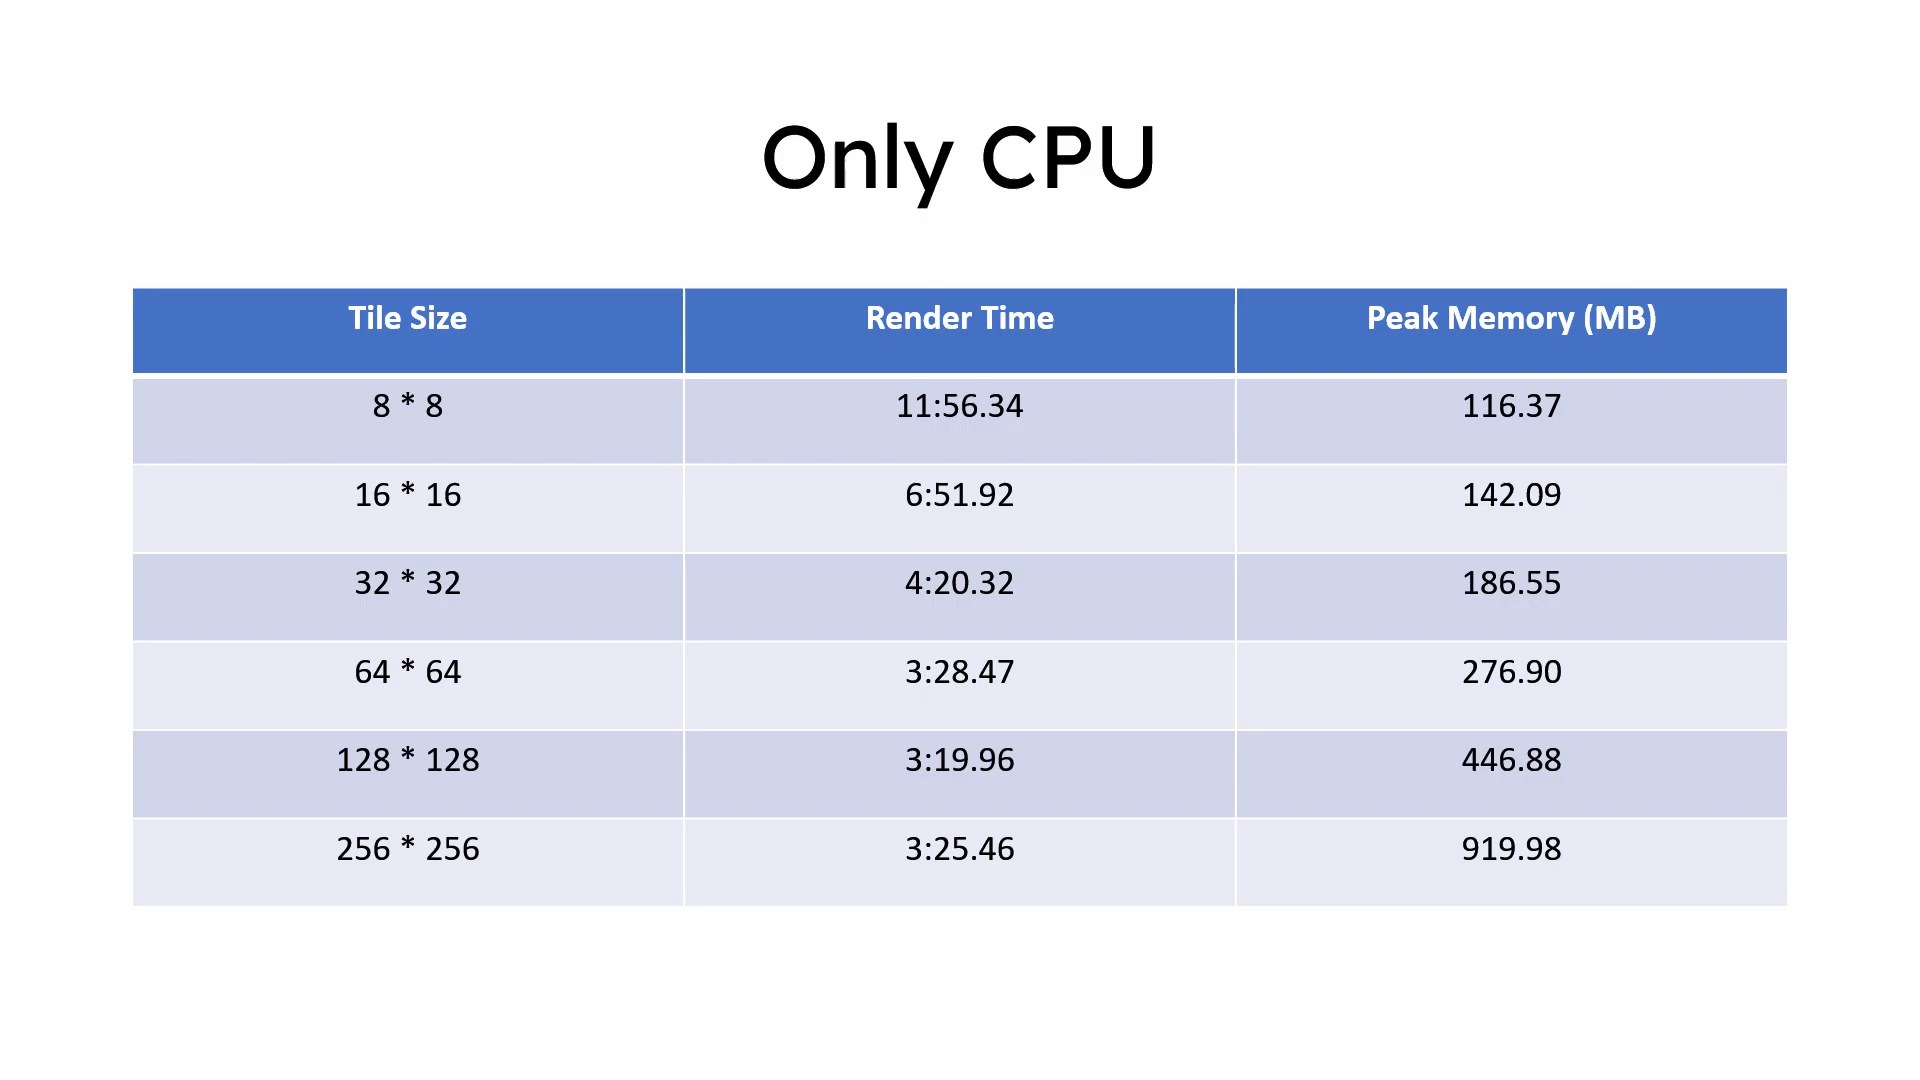 Only CPU
Tile Size Render Time Peak Memory (MB)
8 * 8 11:56.34 116.37
16 * 16 6:51.92 142.09
32 * 32 4:20.32 186.55
64 * 64 3:28.47 276.90
128 * 128 3:19.96 446.88
256 * 256 3:25.46 919.98